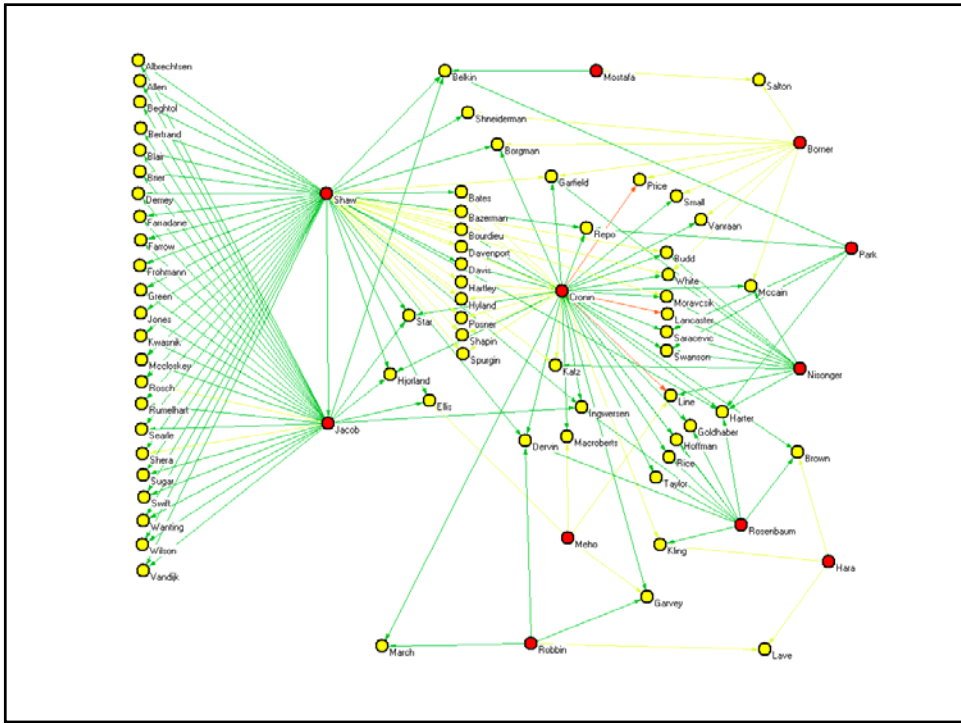 Albrechtsen
Allen
Beghtol
Bertrand
Blair
Brier
Demey
Farradane
Farrow
Frohmann
Green
Jones
Kwasnik
Mccloskey
Rosch
Rumelhart
Searle
Shera
Sugar
Swift
Wanting
Wilson
Vandijk
Shaw
Jacob
Belkin
Mostafa
Salton
Shneiderman
Borgman
Borner
Garfield
Price
Small
Vanraan
Bates
Bazerman
Bourdieu
Davenport
Davis
Hartley
Hyland
Posner
Shapin
Spurgin
Repo
Park
Budd
White
Cronin
Mccain
Moravcsik
Lancaster
Saracevic
Swanson
Star
Hjorland
Ellis
Katz
Nisonger
Line
Ingwersen
Harter
Goldhaber
Dervin
Macroberts
Hoffman
Rice
Brown
Taylor
Rosenbaum
Meho
Kling
Hara
Garvey
March
Robbin
Lave